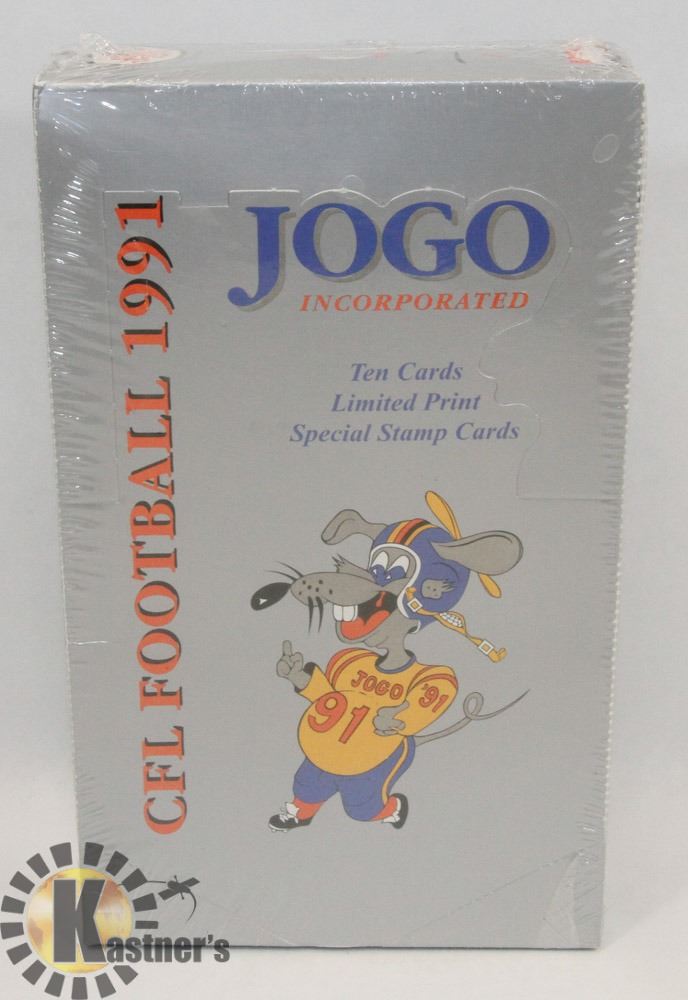 CFL FOOTBALL 1991
JOGO
INCORPORATED
Ten Cards
Limited Print
Special Stamp Cards
JOGO '91
91
Kastner's